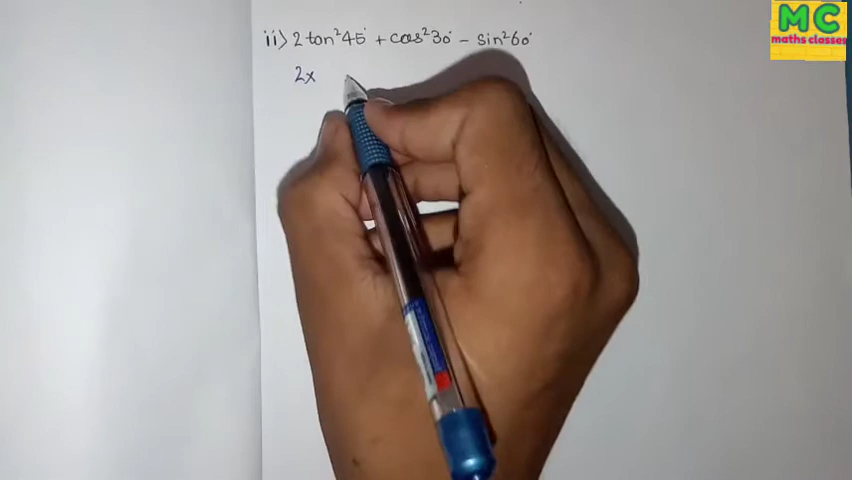 ii) 2 tan²45° + cos²30° - sin²60°
2x
MC
maths classes